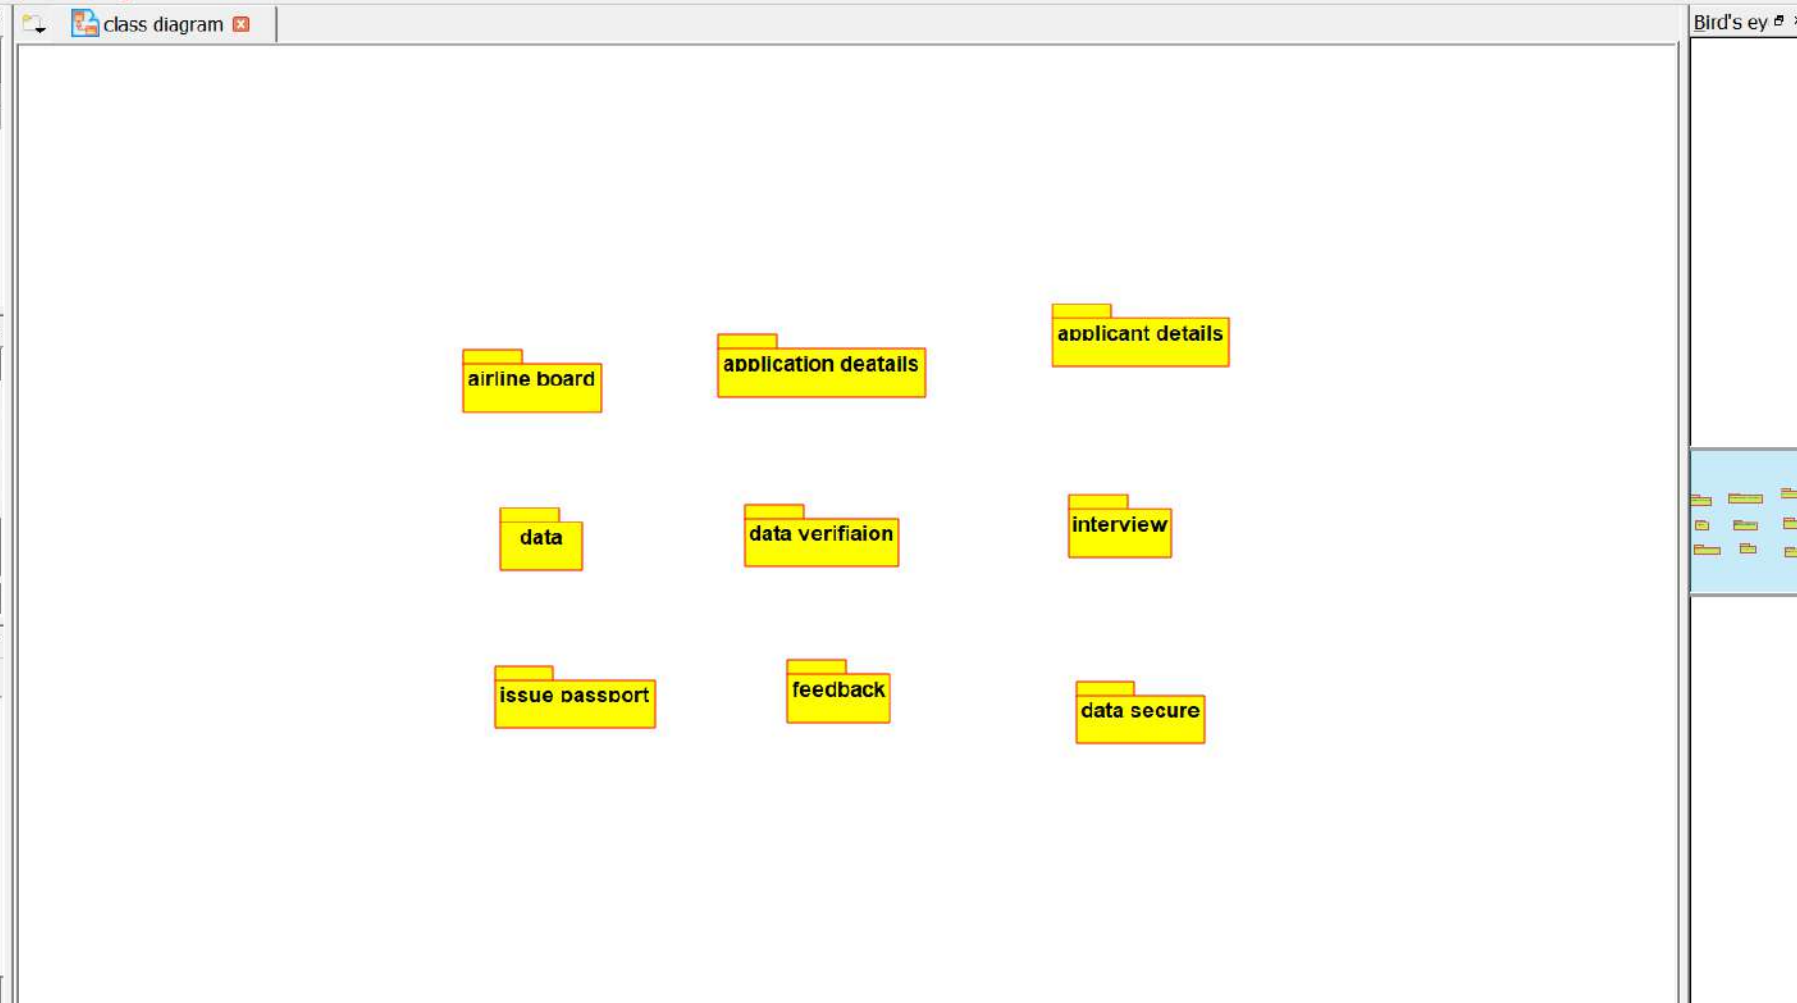 class diagram
Bird's ey
airline board
application deatails
applicant details
data
data verifiaion
interview
issue passport
feedback
data secure